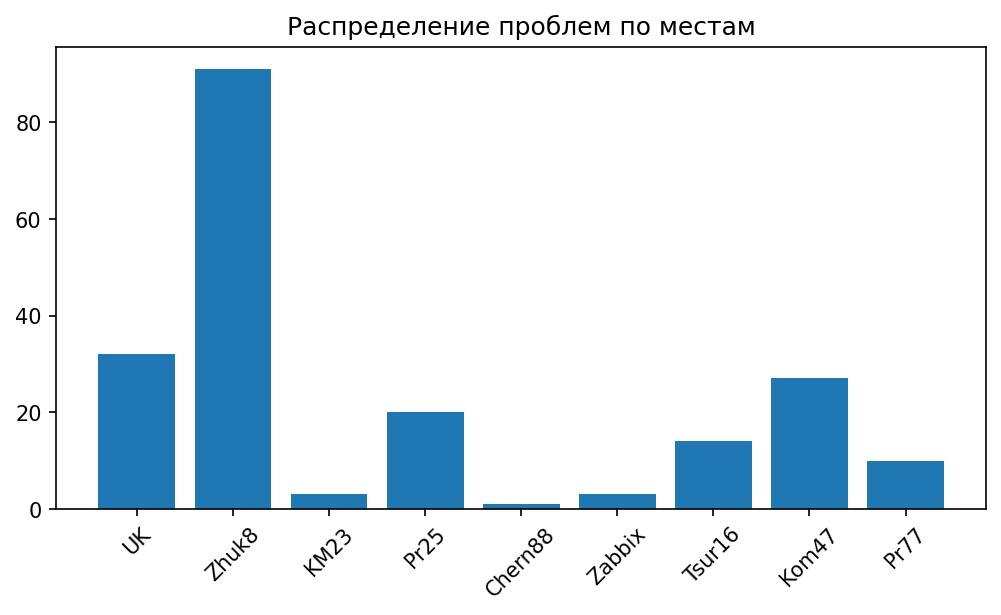 Распределение проблем по местам
80
60
40
20
0
UK
Zhuk8
KM23
Pr25
Chern88
Zabbix
Tsur16
Kom47
Pr77